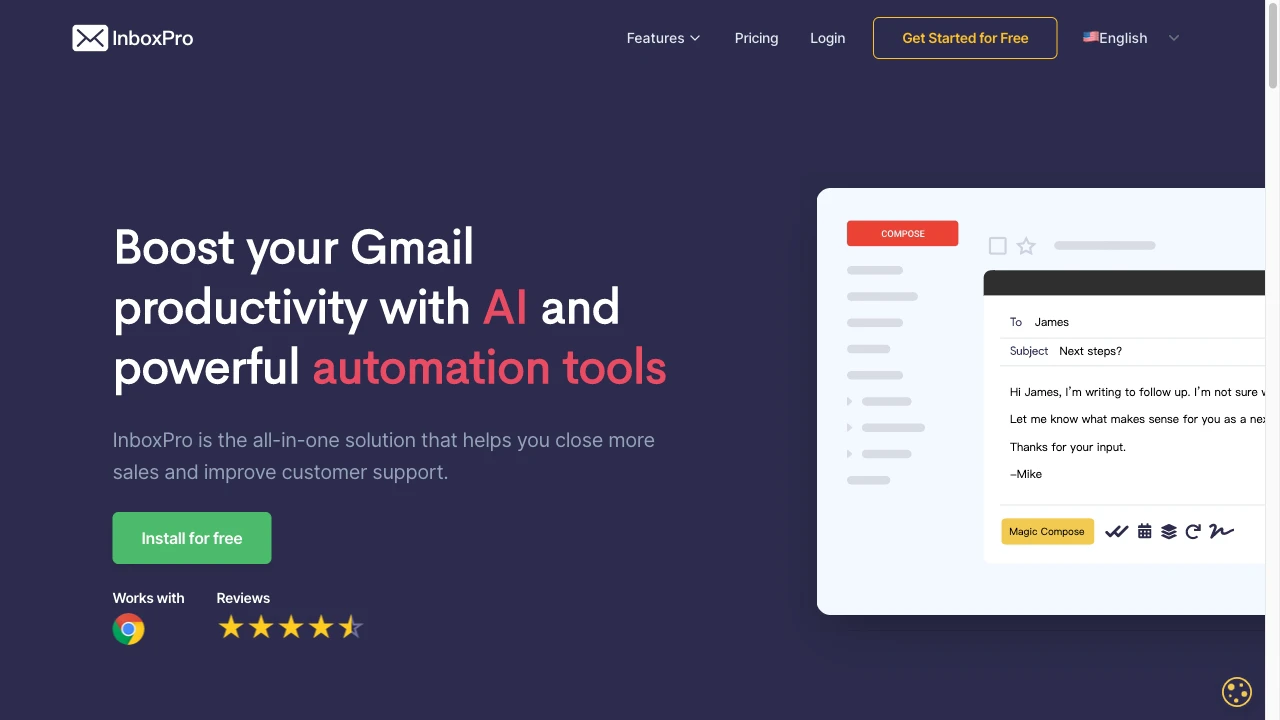 InboxPro
Features
Pricing
Login
Get Started for Free
English
Boost your Gmail
productivity with AI and
powerful automation tools
InboxPro is the all-in-one solution that helps you close more
sales and improve customer support.
Install for free
Works with
Reviews
COMPOSE
To James
Subject Next steps?
Hi James, I'm writing to follow up. I'm not sure
Let me know what makes sense for you as a
Thanks for your input.
–Mike
Magic Compose